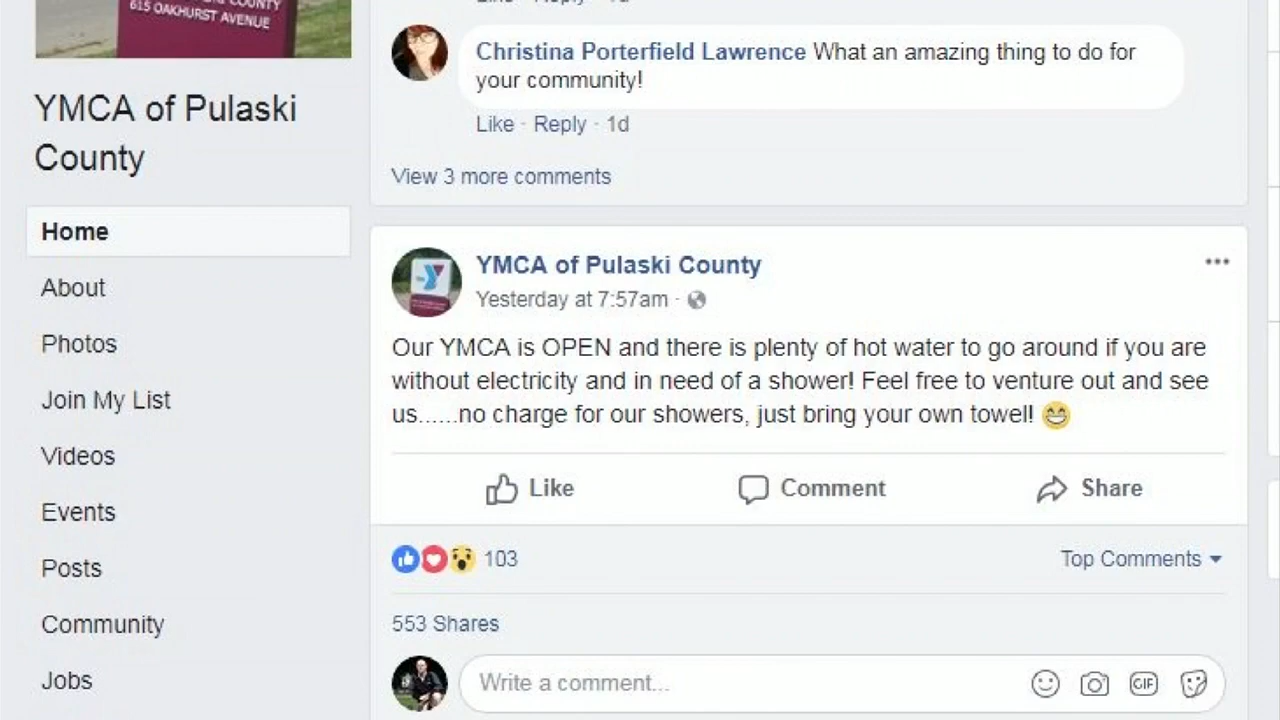 COUNTY
615 OAKHURST AVENUE
YMCA of Pulaski
County
Home
About
Photos
Join My List
Videos
Events
Posts
Community
Jobs
Christina Porterfield Lawrence What an amazing thing to do for
your community!
Like · Reply · 1d
View 3 more comments
YMCA of Pulaski County
Yesterday at 7:57am ·
Our YMCA is OPEN and there is plenty of hot water to go around if you are
without electricity and in need of a shower! Feel free to venture out and see
us......no charge for our showers, just bring your own towel! 😁
Like Comment Share
103 Top Comments
553 Shares
Write a comment... GIF